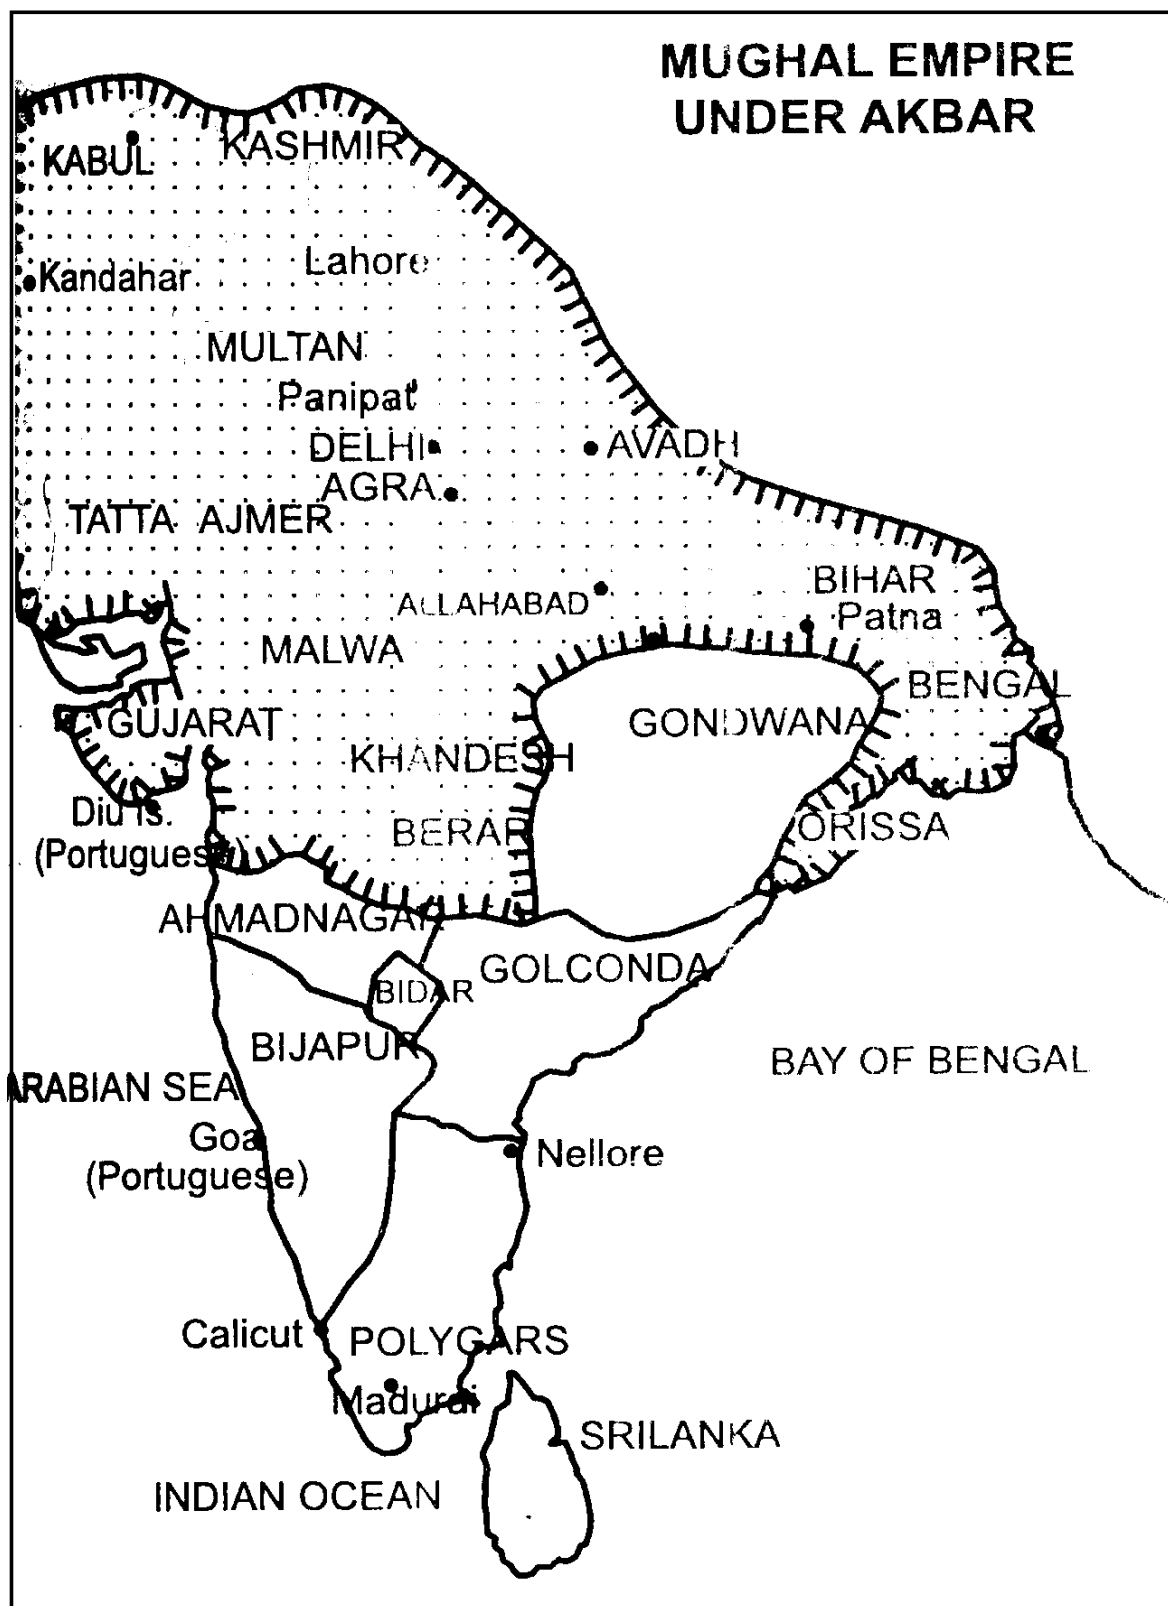 MUGHAL EMPIRE
UNDER AKBAR
KASHMIR
KABUL
Lahore
Kandahar
MULTAN
Panipat
DELHI
AVADH
AGRA
TATTA AJMER
BIHAR
ALLAHABAD
Patna
MALWA
BENGAL
GUJARAT
GONDWANA
KHANDESH
Diu Is.
(Portuguese)
BERAR
ORISSA
AHMADNAGAR
GOLCONDA
BIDAR
BIJAPUR
BAY OF BENGAL
ARABIAN SEA
Goa
(Portuguese)
Nellore
Calicut
POLYGARS
Madurai
SRILANKA
INDIAN OCEAN